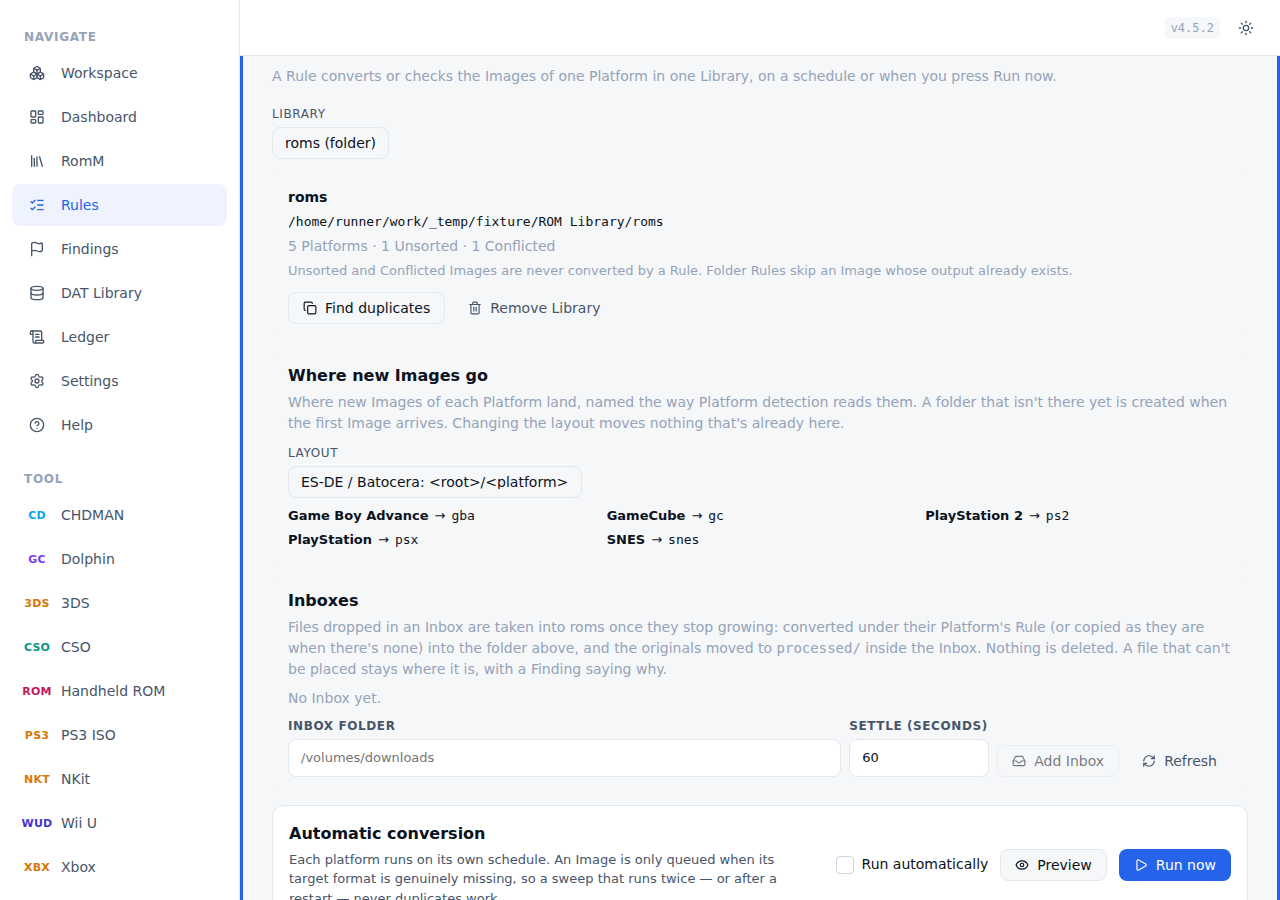 NAVIGATE
Workspace
Dashboard
RomM
Rules
Findings
DAT Library
Ledger
Settings
Help
TOOL
CD CHDMAN
GC Dolphin
3DS 3DS
CSO CSO
ROM Handheld ROM
PS3 PS3 ISO
NKT NKit
WUD Wii U
XBX Xbox
v4.5.2
A Rule converts or checks the Images of one Platform in one Library, on a schedule or when you press Run now.
LIBRARY
roms (folder)
roms
/home/runner/work/_temp/fixture/ROM Library/roms
5 Platforms · 1 Unsorted · 1 Conflicted
Unsorted and Conflicted Images are never converted by a Rule. Folder Rules skip an Image whose output already exists.
Find duplicates Remove Library
Where new Images go
Where new Images of each Platform land, named the way Platform detection reads them. A folder that isn't there yet is created when
the first Image arrives. Changing the layout moves nothing that's already here.
LAYOUT
ES-DE / Batocera: <root>/<platform>
Game Boy Advance → gba GameCube → gc PlayStation 2 → ps2
PlayStation → psx SNES → snes
Inboxes
Files dropped in an Inbox are taken into roms once they stop growing: converted under their Platform's Rule (or copied as they are
when there's none) into the folder above, and the originals moved to processed/ inside the Inbox. Nothing is deleted. A file that can't
be placed stays where it is, with a Finding saying why.
No Inbox yet.
INBOX FOLDER SETTLE (SECONDS)
/volumes/downloads 60 Add Inbox Refresh
Automatic conversion
Each platform runs on its own schedule. An Image is only queued when its
target format is genuinely missing, so a sweep that runs twice — or after a
restart — never duplicates work.
Run automatically Preview Run now